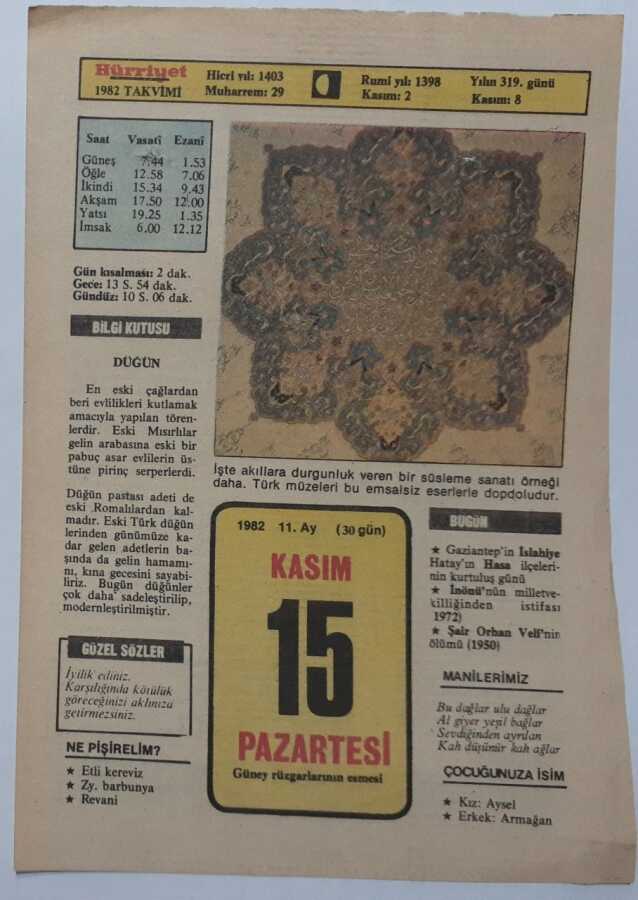 Hürriyet
1982 TAKVİMİ
Hicri yıl: 1403
Muharrem: 29
Rumi yıl: 1398
Kasım: 2
Yılın 319. günü
Kasım: 8
Saat Vasatî Ezanî
Güneş 7.44 1.53
Öğle 12.58 7.06
İkindi 15.34 9.43
Akşam 17.50 12.00
Yatsı 19.25 1.35
İmsak 6.00 12.12
Gün kısalması: 2 dak.
Gece: 13 S. 54 dak.
Gündüz: 10 S. 06 dak.
BİLGİ KUTUSU
DÜĞÜN
En eski çağlardan
beri evlilikleri kutlamak
amacıyla yapılan tören-
lerdir. Eski Mısırlılar
gelin arabasına eski bir
pabuç asar evlilerin üs-
tüne pirinç serperlerdi.
Düğün pastası adeti de
eski Romalılardan kal-
madır. Eski Türk düğün
lerinden günümüze ka-
dar gelen adetlerin ba-
şında da gelin hamamı-
nı, kına gecesini sayabi-
liriz. Bugün düğünler
çok daha sadeleştirilip,
modernleştirilmiştir.
GÜZEL SÖZLER
İyilik ediniz.
Karşılığında kötülük
göreceğinizi aklınıza
getirmezsiniz.
NE PİŞİRELİM?
★ Etli kereviz
★ Zy. barbunya
★ Revani
İşte akıllara durgunluk veren bir süsleme sanatı örneği
daha. Türk müzeleri bu emsalsiz eserlerle dopdoludur.
1982 11. Ay (30 gün)
KASIM
15
PAZARTESİ
Güney rüzgarlarının esmesi
BUGÜN
★ Gaziantep'in İslahiye
Hatay'ın Hasa ilçeleri-
nin kurtuluş günü
★ İnönü'nün milletve-
killiğinden istifası
1972)
★ Şair Orhan Veli'nin
ölümü (1950)
MANİLERİMİZ
Bu dağlar ulu dağlar
Al giyer yeşil bağlar
Sevdiğinden ayrılan
Kah düşünür kah ağlar
ÇOCUĞUNUZA İSİM
★ Kız: Aysel
★ Erkek: Armağan